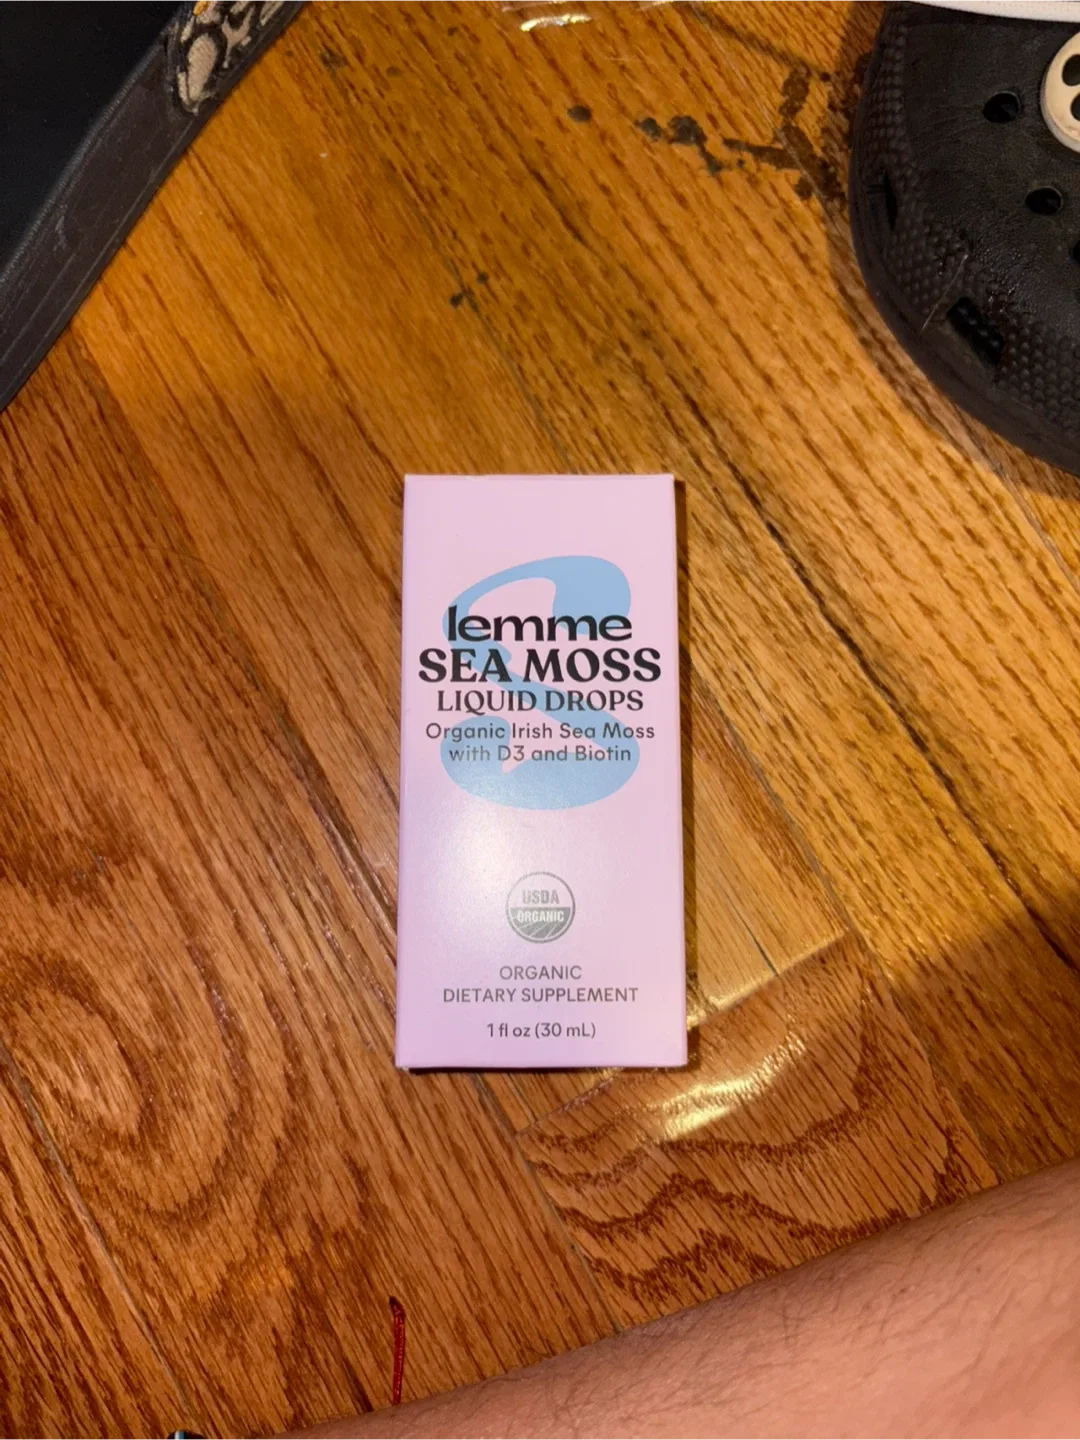 lemme
SEA MOSS
LIQUID DROPS
Organic Irish Sea Moss
with D3 and Biotin
USDA
ORGANIC
ORGANIC
DIETARY SUPPLEMENT
1 fl oz (30 mL)